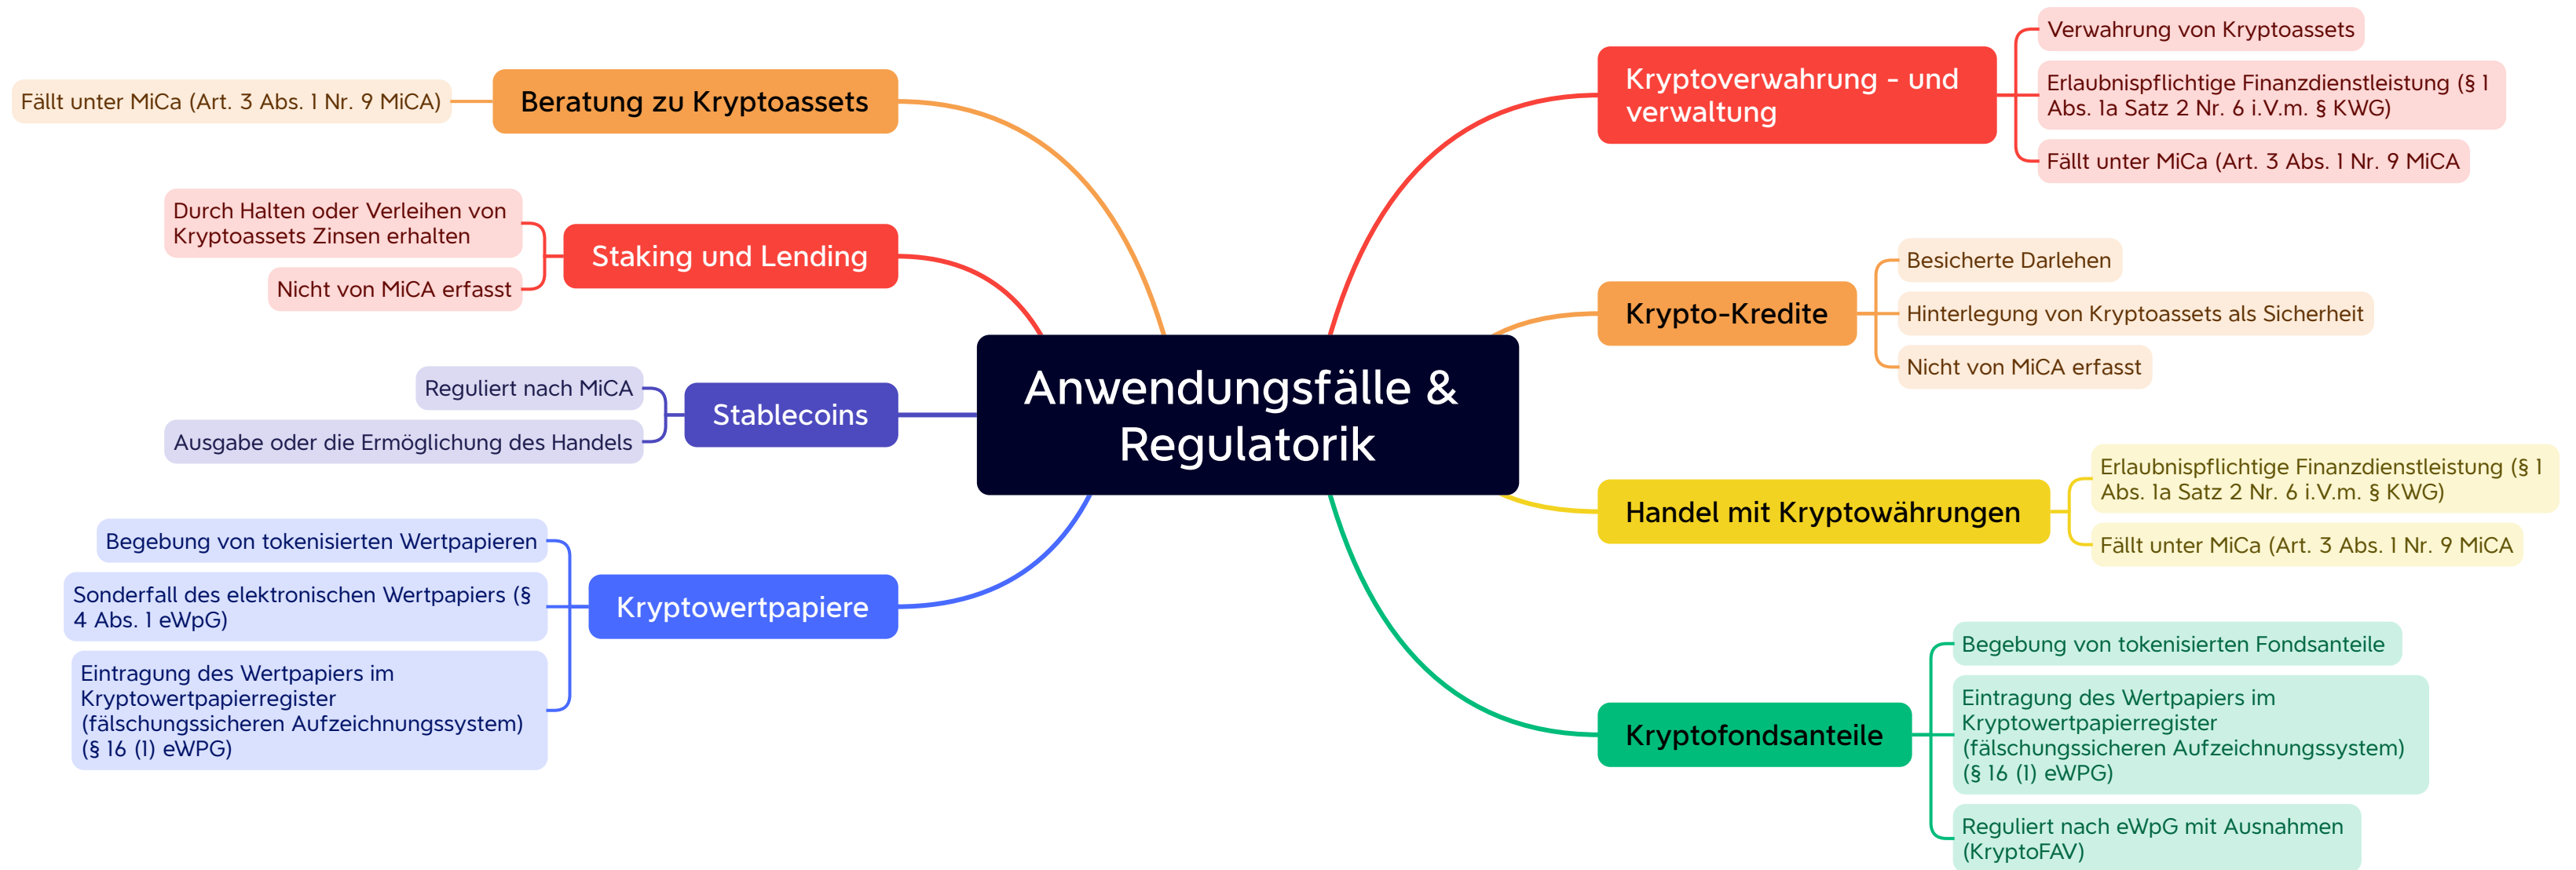 Anwendungsfälle &
Regulatorik
Beratung zu Kryptoassets
Fällt unter MiCa (Art. 3 Abs. 1 Nr. 9 MiCA)
Staking und Lending
Durch Halten oder Verleihen von
Kryptoassets Zinsen erhalten
Nicht von MiCA erfasst
Stablecoins
Reguliert nach MiCA
Ausgabe oder die Ermöglichung des Handels
Kryptowertpapiere
Begebung von tokenisierten Wertpapieren
Sonderfall des elektronischen Wertpapiers (§
4 Abs. 1 eWpG)
Eintragung des Wertpapiers im
Kryptowertpapierregister
(fälschungssicheren Aufzeichnungssystem)
(§ 16 (1) eWPG)
Kryptoverwahrung - und
verwaltung
Verwahrung von Kryptoassets
Erlaubnispflichtige Finanzdienstleistung (§ 1
Abs. 1a Satz 2 Nr. 6 i.V.m. § KWG)
Fällt unter MiCa (Art. 3 Abs. 1 Nr. 9 MiCA
Krypto-Kredite
Besicherte Darlehen
Hinterlegung von Kryptoassets als Sicherheit
Nicht von MiCA erfasst
Handel mit Kryptowährungen
Erlaubnispflichtige Finanzdienstleistung (§ 1
Abs. 1a Satz 2 Nr. 6 i.V.m. § KWG)
Fällt unter MiCa (Art. 3 Abs. 1 Nr. 9 MiCA
Kryptofondsanteile
Begebung von tokenisierten Fondsanteile
Eintragung des Wertpapiers im
Kryptowertpapierregister
(fälschungssicheren Aufzeichnungssystem)
(§ 16 (1) eWPG)
Reguliert nach eWpG mit Ausnahmen
(KryptoFAV)